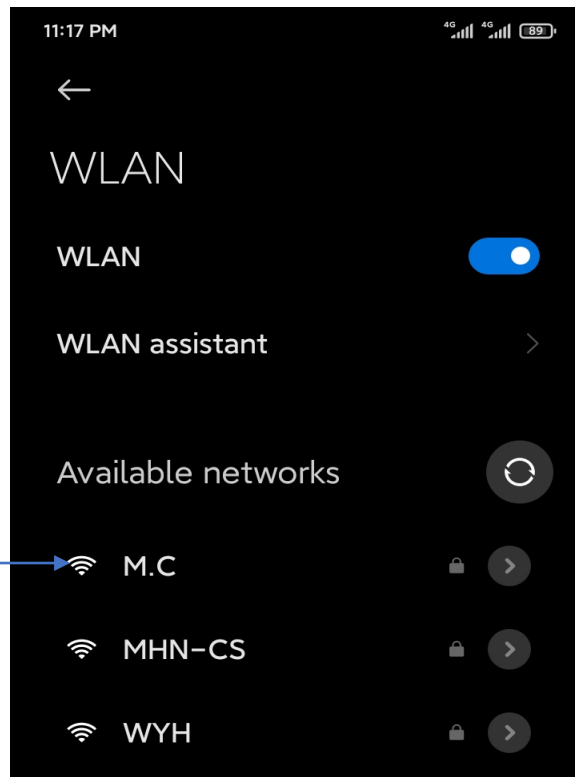 11:17 PM 4G 4G 89
WLAN
WLAN
WLAN assistant
Available networks
M.C
MHN-CS
WYH